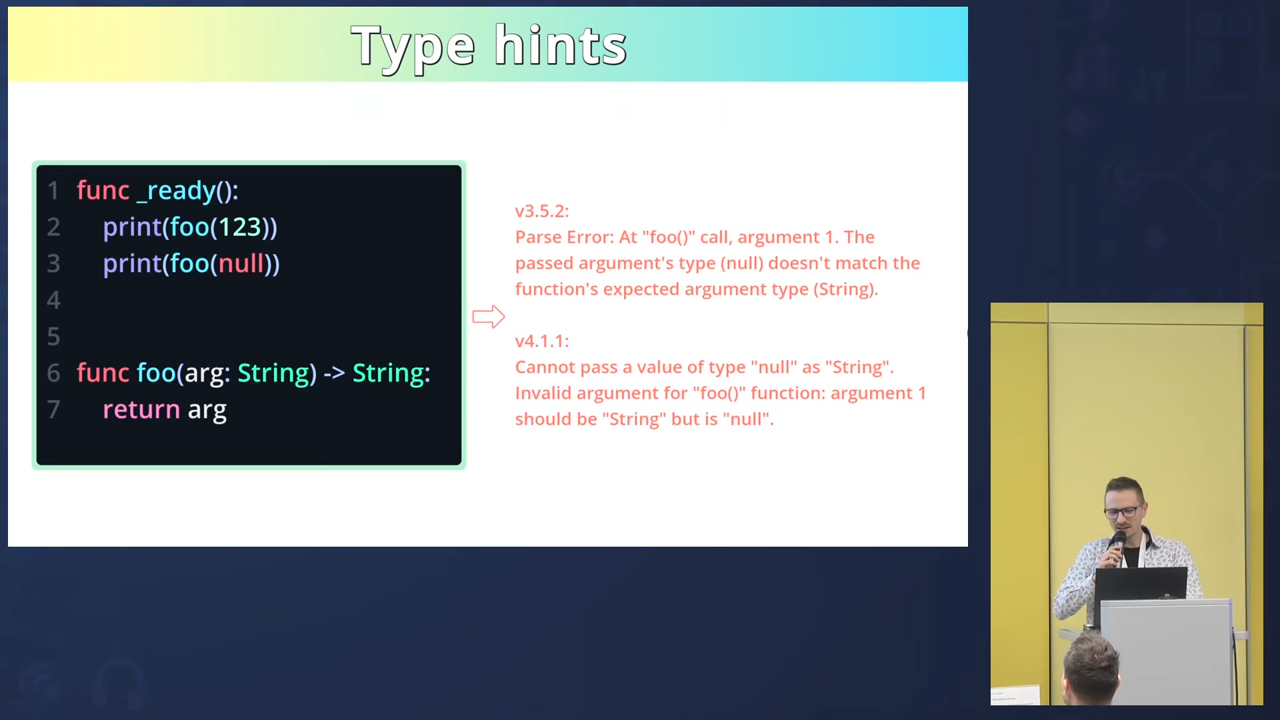 Type hints
1 func _ready():
2 print(foo(123))
3 print(foo(null))
4
5
6 func foo(arg: String) -> String:
7 return arg
v3.5.2:
Parse Error: At "foo()" call, argument 1. The
passed argument's type (null) doesn't match the
function's expected argument type (String).
v4.1.1:
Cannot pass a value of type "null" as "String".
Invalid argument for "foo()" function: argument 1
should be "String" but is "null".